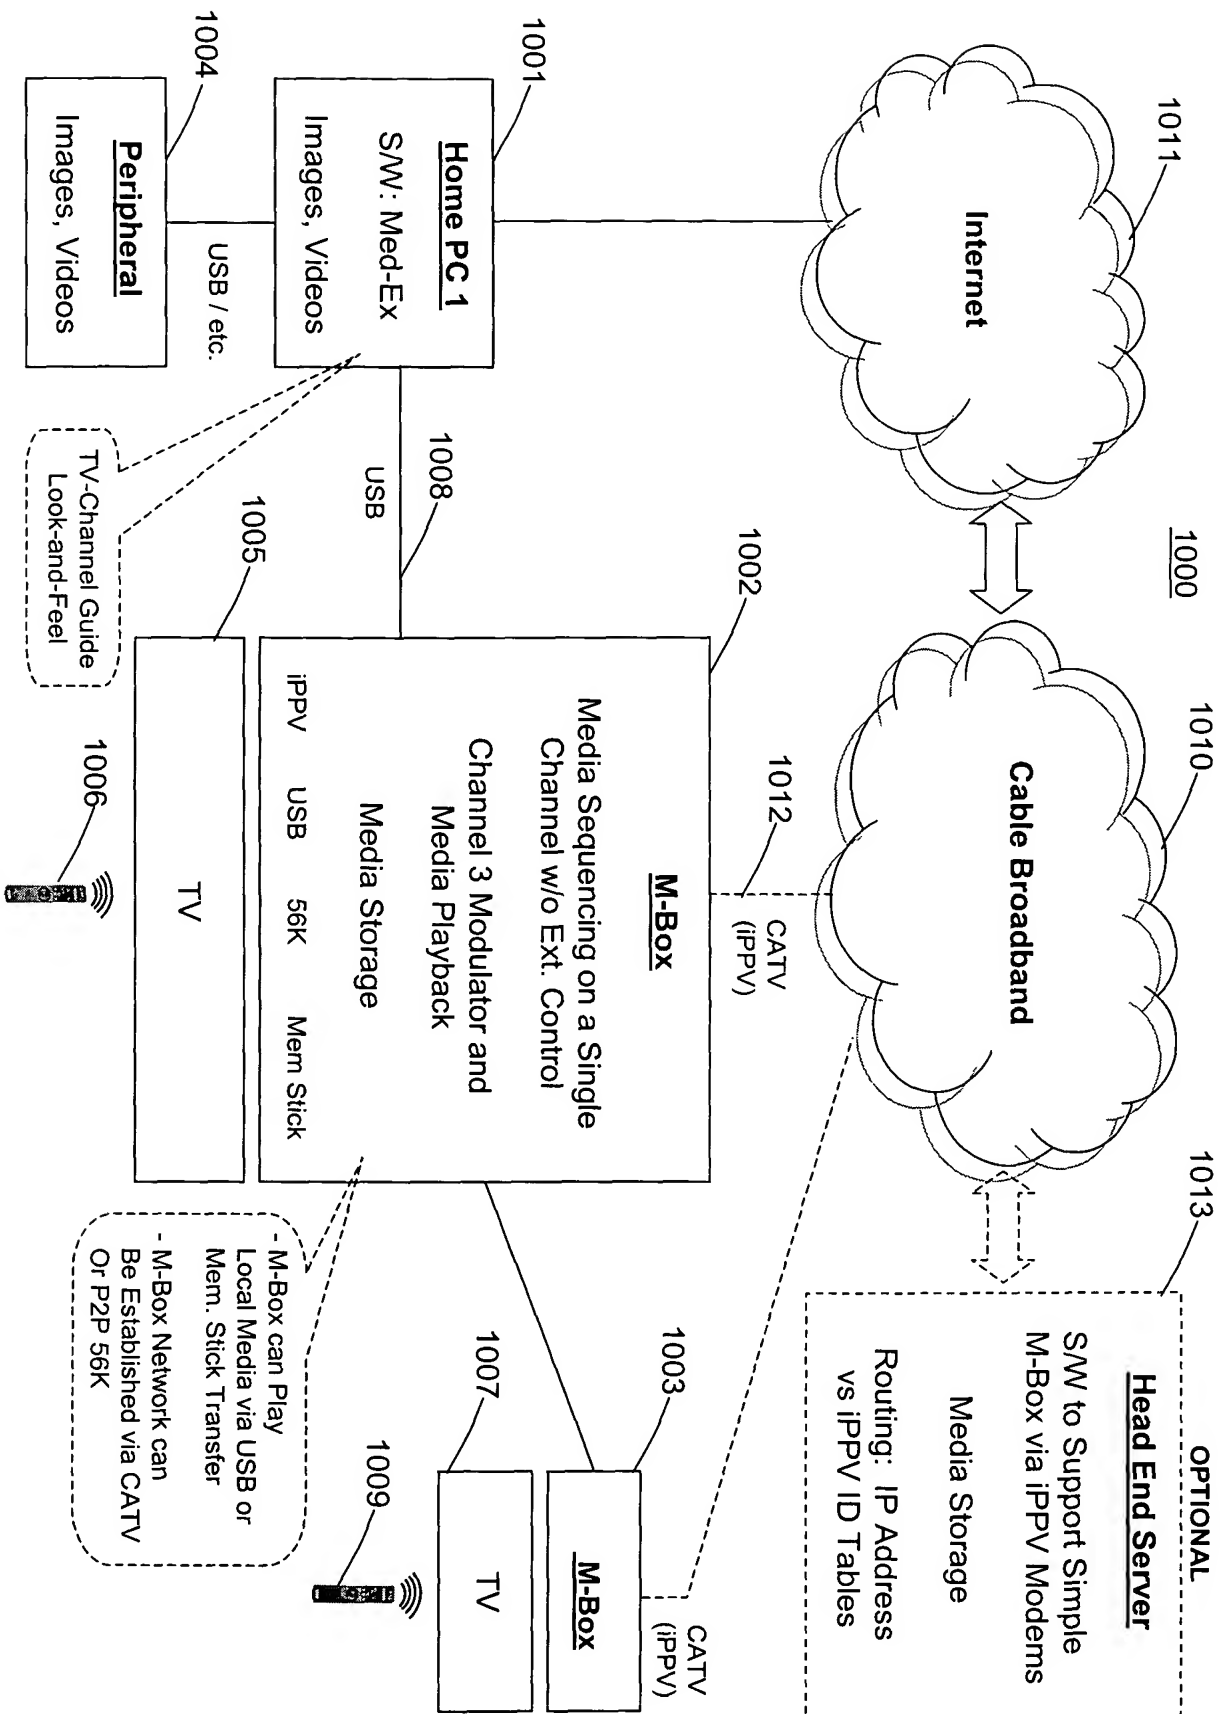 1000
1011
Internet
1010
Cable Broadband
1013
OPTIONAL
Head End Server
S/W to Support Simple
M-Box via iPPV Modems
Media Storage
Routing: IP Address
vs iPPV ID Tables
1001
Home PC 1
S/W: Med-Ex
Images, Videos
1004
Peripheral
Images, Videos
USB / etc.
TV-Channel Guide
Look-and-Feel
1008
USB
1002
1012
CATV
(iPPV)
M-Box
Media Sequencing on a Single
Channel w/o Ext. Control
Channel 3 Modulator and
Media Playback
Media Storage
iPPV USB 56K Mem Stick
1005
TV
1006
- M-Box can Play
Local Media via USB or
Mem. Stick Transfer
- M-Box Network can
Be Established via CATV
Or P2P 56K
1003
CATV
(iPPV)
M-Box
1007
TV
1009